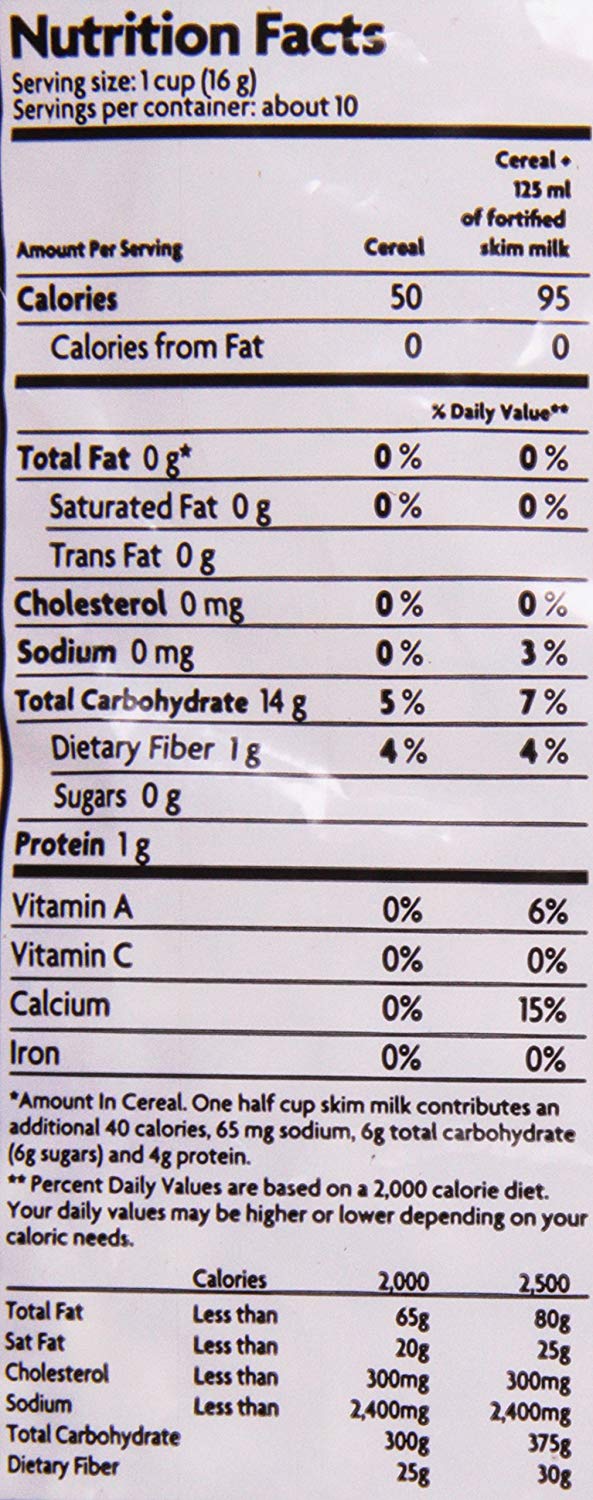 Nutrition Facts
Serving size: 1 cup (16 g)
Servings per container: about 10
Cereal +
125 ml
of fortified
Amount Per Serving Cereal skim milk
Calories 50 95
Calories from Fat 0 0
% Daily Value**
Total Fat 0 g* 0 % 0 %
Saturated Fat 0 g 0 % 0 %
Trans Fat 0 g
Cholesterol 0 mg 0 % 0 %
Sodium 0 mg 0 % 3 %
Total Carbohydrate 14 g 5 % 7 %
Dietary Fiber 1 g 4 % 4 %
Sugars 0 g
Protein 1 g
Vitamin A 0% 6%
Vitamin C 0% 0%
Calcium 0% 15%
Iron 0% 0%
*Amount In Cereal. One half cup skim milk contributes an
additional 40 calories, 65 mg sodium, 6g total carbohydrate
(6g sugars) and 4g protein.
** Percent Daily Values are based on a 2,000 calorie diet.
Your daily values may be higher or lower depending on your
caloric needs.
Calories 2,000 2,500
Total Fat Less than 65g 80g
Sat Fat Less than 20g 25g
Cholesterol Less than 300mg 300mg
Sodium Less than 2,400mg 2,400mg
Total Carbohydrate 300g 375g
Dietary Fiber 25g 30g